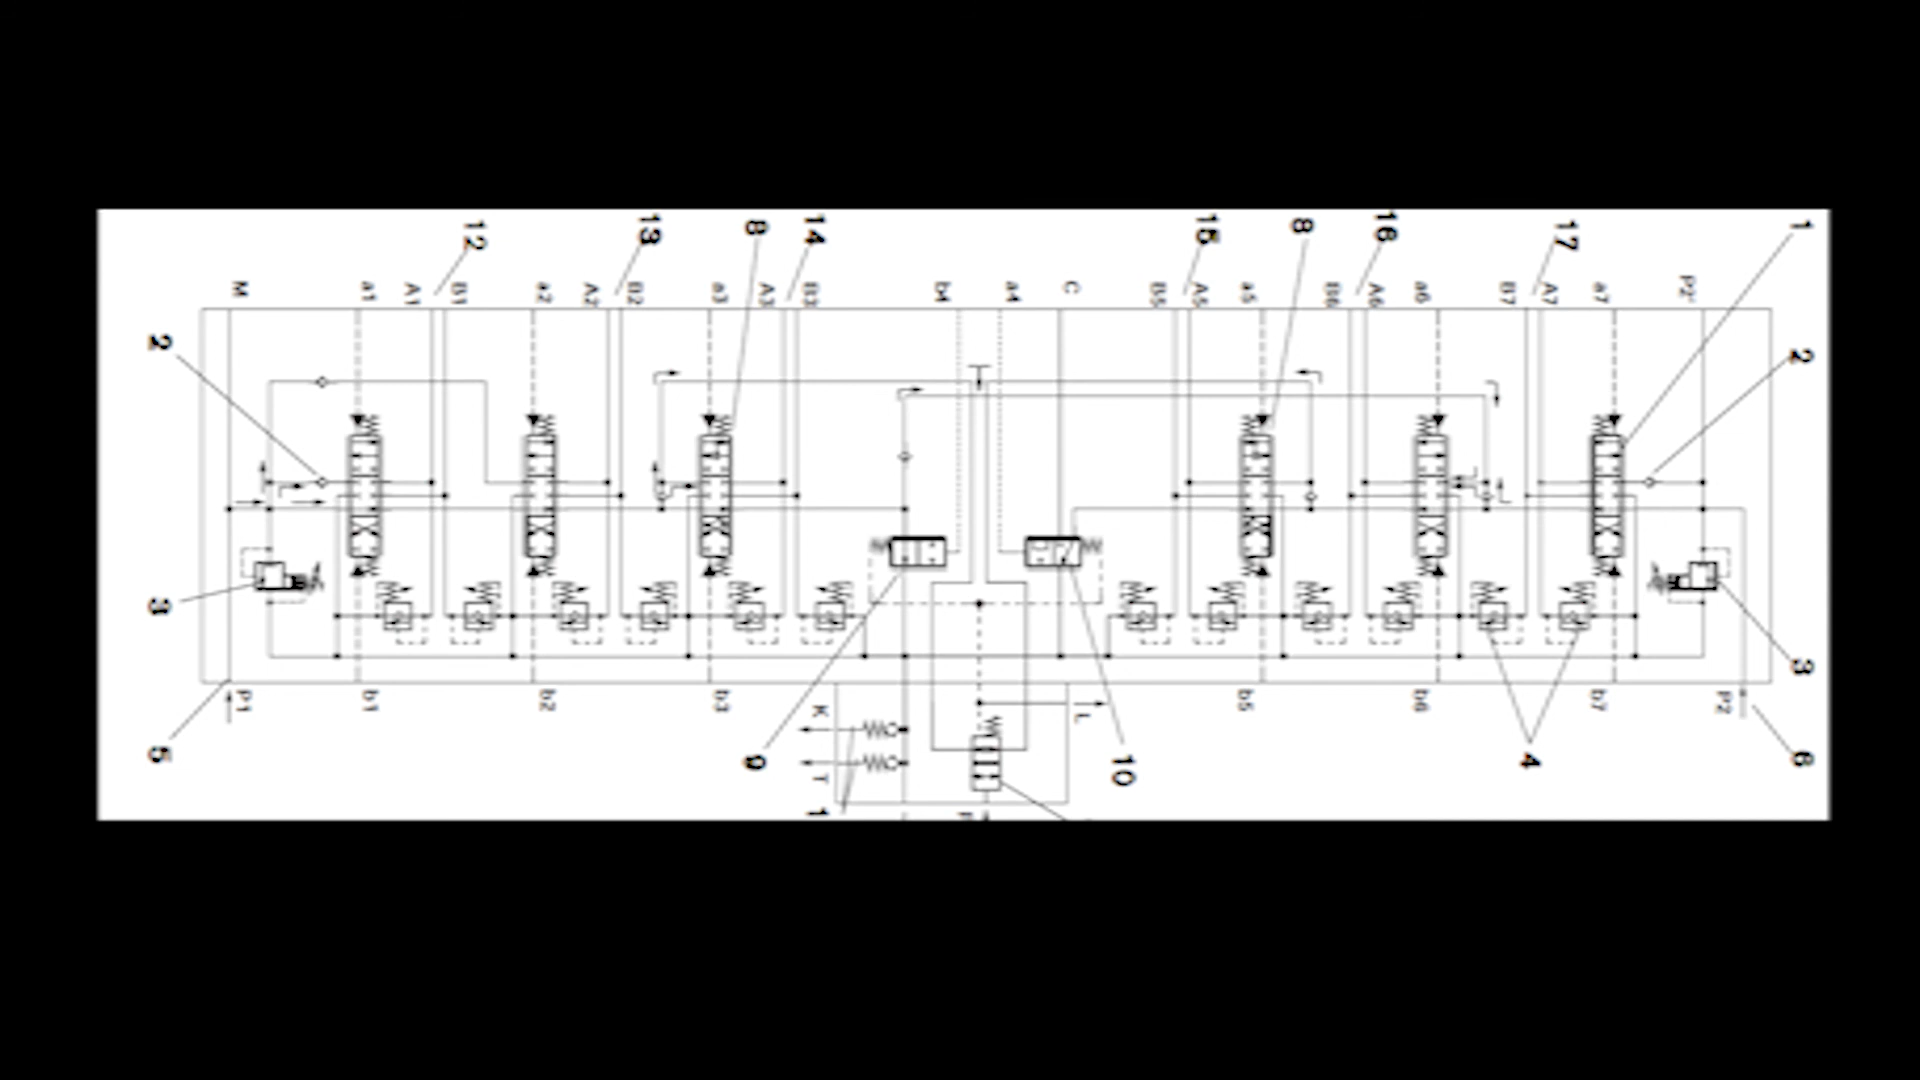 12 13 8 14 15 8 16 17 1
M a1 A1 B1 a2 A2 B2 a3 A3 B3 b4 a4 C B5 A5 a5 B6 A6 a6 B7 A7 a7 P2'
2 2
3 3
P1 b1 b2 b3 K L b5 b6 b7 P2
5 9 10 4 6
T
1